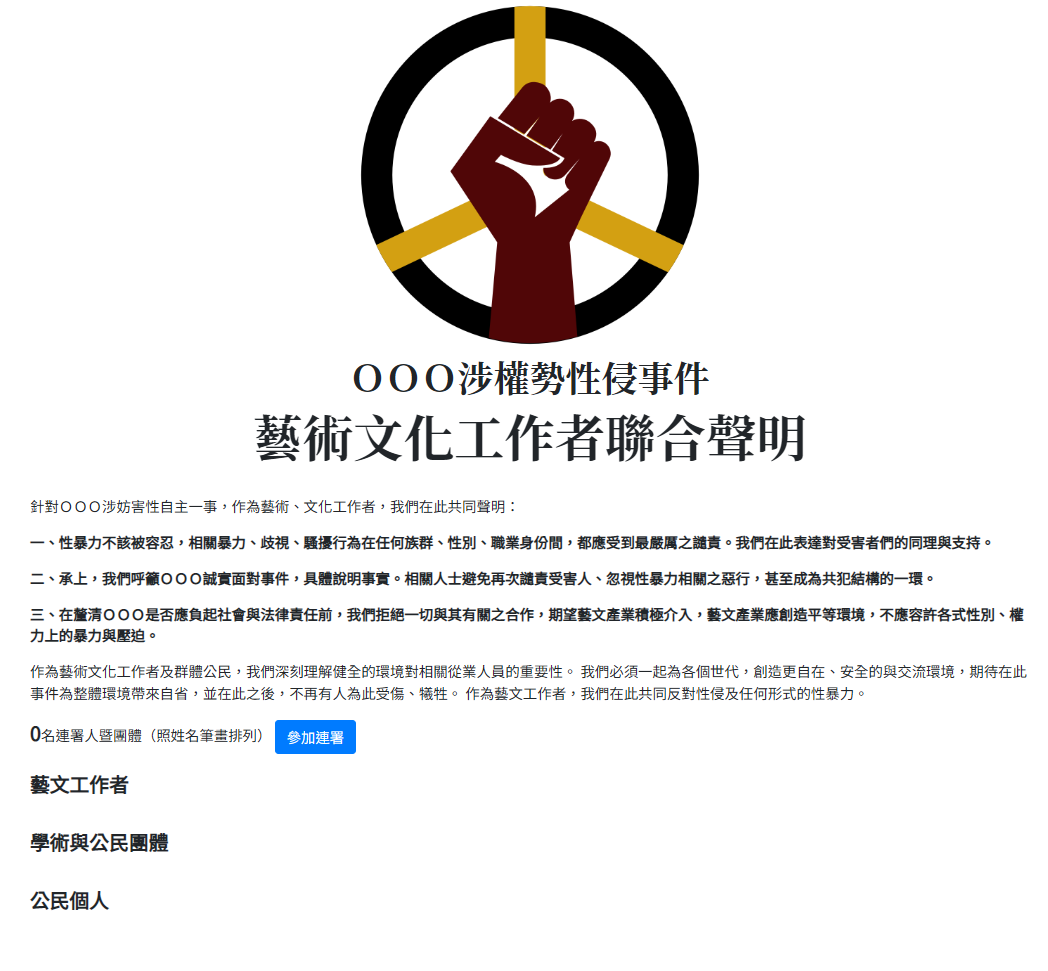 ＯＯＯ涉權勢性侵事件
藝術文化工作者聯合聲明
針對ＯＯＯ涉妨害性自主一事，作為藝術、文化工作者，我們在此共同聲明：
一、性暴力不該被容忍，相關暴力、歧視、騷擾行為在任何族群、性別、職業身份間，都應受到最嚴厲之譴責。我們在此表達對受害者們的同理與支持。
二、承上，我們呼籲ＯＯＯ誠實面對事件，具體說明事實。相關人士避免再次譴責受害人、忽視性暴力相關之惡行，甚至成為共犯結構的一環。
三、在釐清ＯＯＯ是否應負起社會與法律責任前，我們拒絕一切與其有關之合作，期望藝文產業積極介入，藝文產業應創造平等環境，不應容許各式性別、權
力上的暴力與壓迫。
作為藝術文化工作者及群體公民，我們深刻理解健全的環境對相關從業人員的重要性。 我們必須一起為各個世代，創造更自在、安全的與交流環境，期待在此
事件為整體環境帶來自省，並在此之後，不再有人為此受傷、犧牲。 作為藝文工作者，我們在此共同反對性侵及任何形式的性暴力。
0名連署人暨團體（照姓名筆畫排列） 參加連署
藝文工作者
學術與公民團體
公民個人